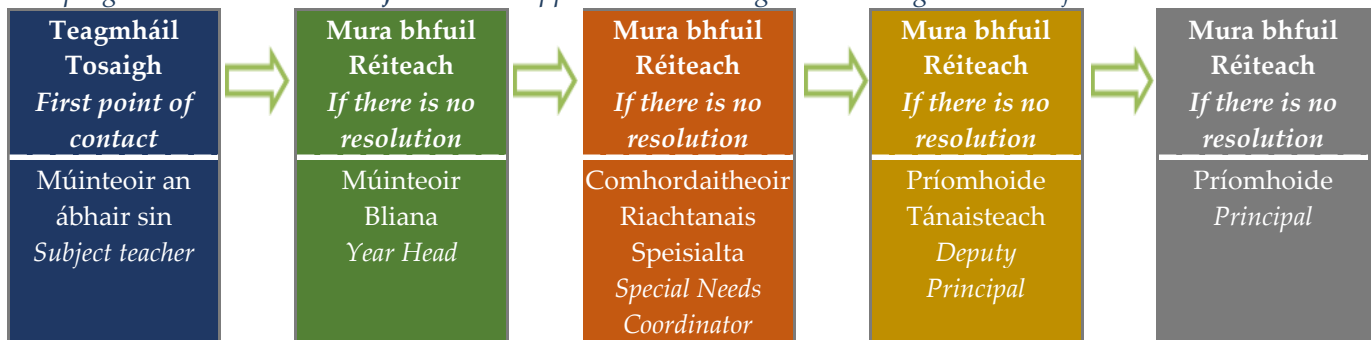 Teagmháil
Tosaigh
First point of
contact
Múinteoir an
ábhair sin
Subject teacher
Mura bhfuil
Réiteach
If there is no
resolution
Múinteoir
Bliana
Year Head
Mura bhfuil
Réiteach
If there is no
resolution
Comhordaitheoir
Riachtanais
Speisialta
Special Needs
Coordinator
Mura bhfuil
Réiteach
If there is no
resolution
Príomhoide
Tánaisteach
Deputy
Principal
Mura bhfuil
Réiteach
If there is no
resolution
Príomhoide
Principal